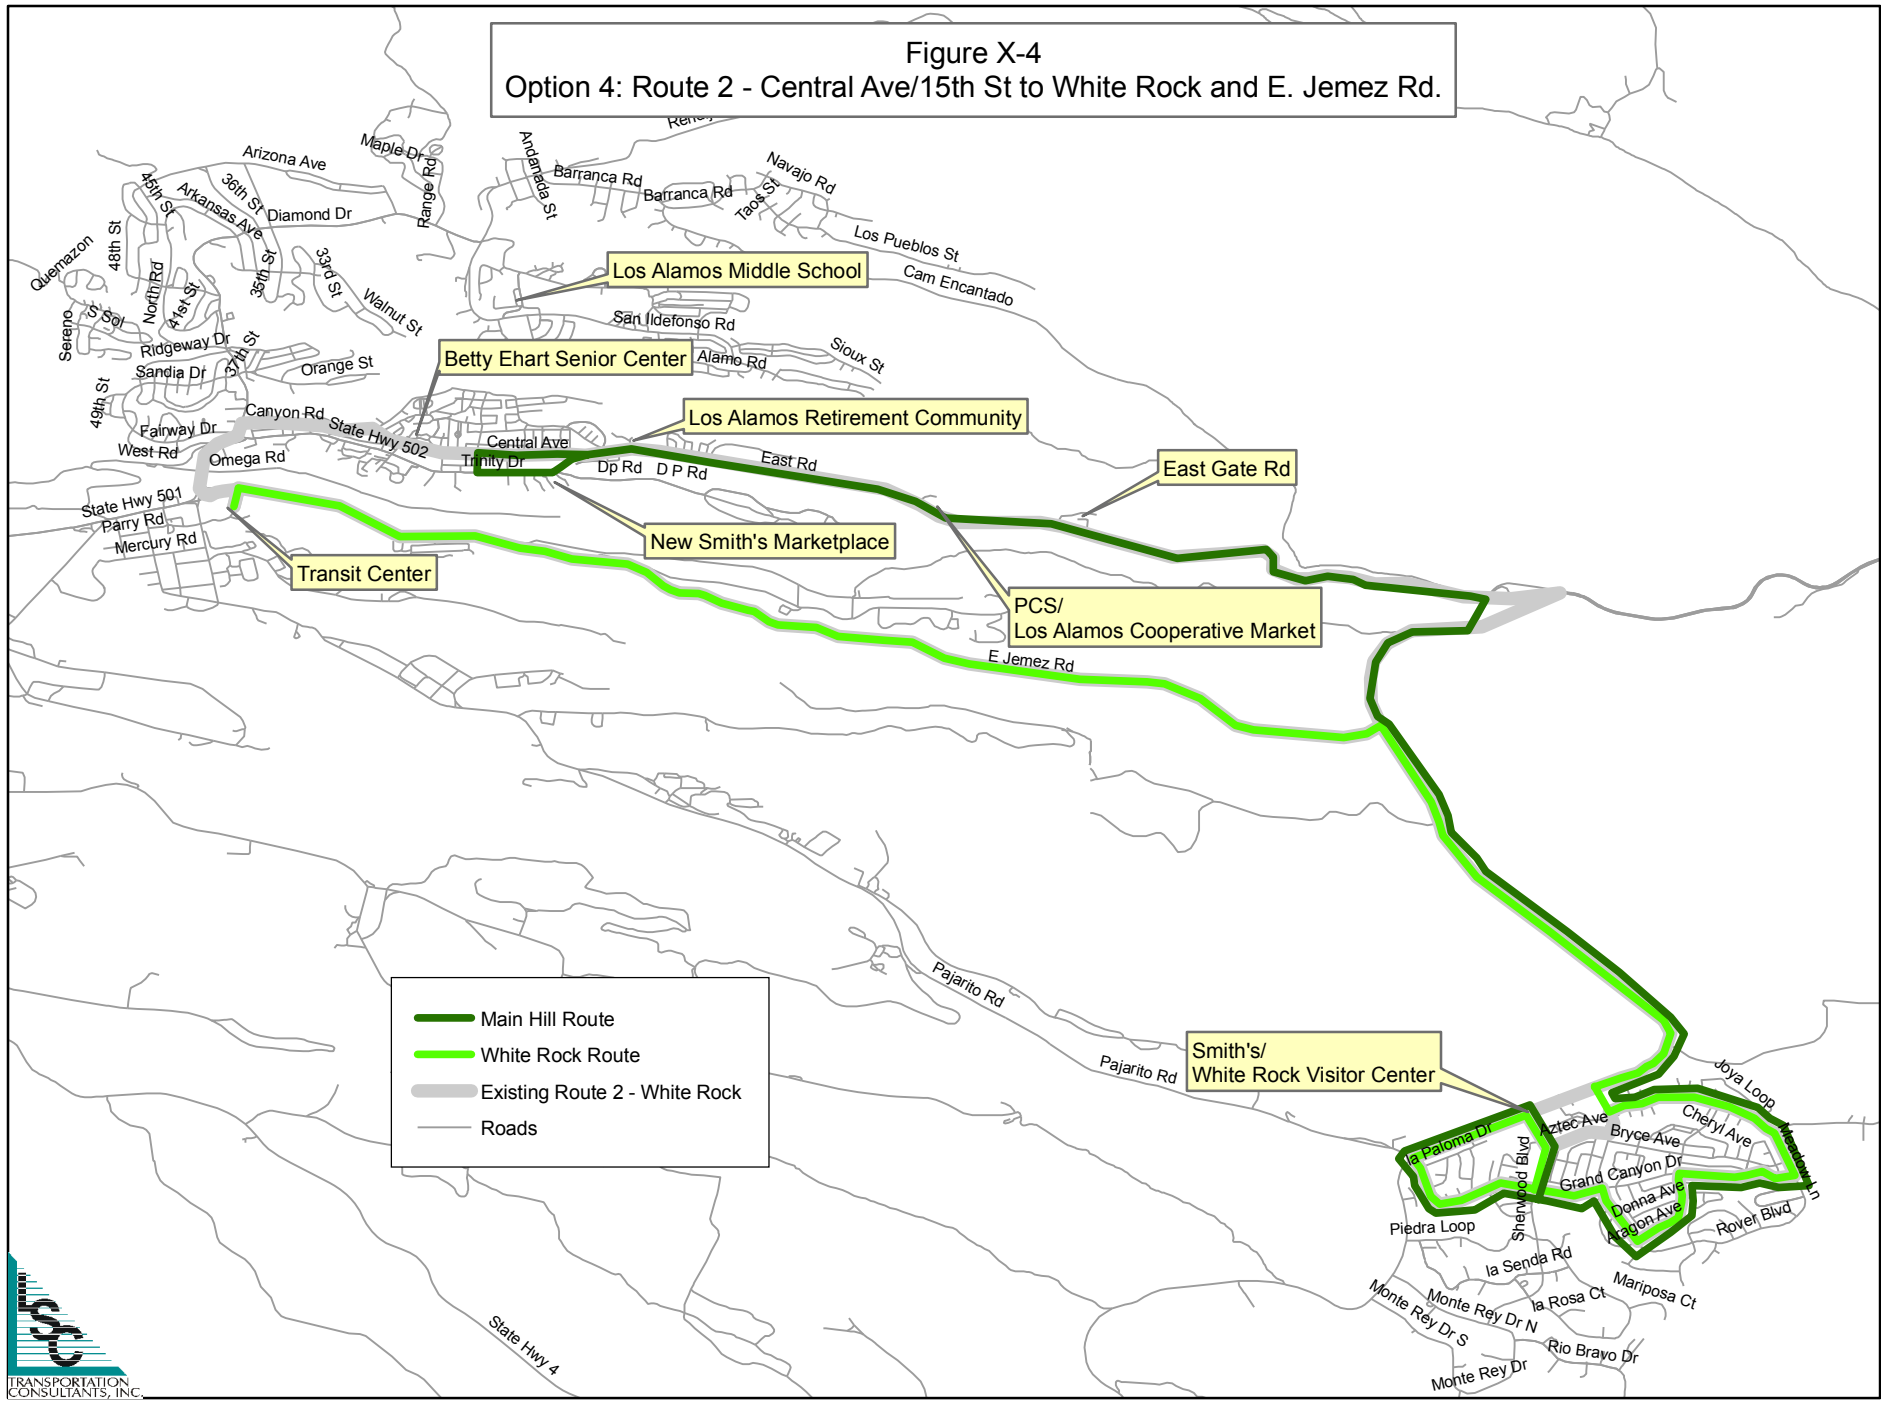 Figure X-4
Option 4: Route 2 - Central Ave/15th St to White Rock and E. Jemez Rd.
Maple Dr
Arizona Ave
Andamada St
Barranca Rd
Barranca Rd
Navajo Rd
Taos St
45th St
36th St
Arkansas Ave
Range Rd
Diamond Dr
48th St
Los Pueblos St
Quemazon
North Rd
35th St
33rd St
Los Alamos Middle School
Cam Encantado
41st St
Walnut St
S Sol
Sereno
San Ildefonso Rd
Ridgeway Dr
37th St
Betty Ehart Senior Center
Alamo Rd
Sioux St
Sandia Dr
Orange St
49th St
Canyon Rd
State Hwy 502
Los Alamos Retirement Community
Fairway Dr
Central Ave
West Rd
Omega Rd
Trinity Dr
Dp Rd
D P Rd
East Rd
East Gate Rd
State Hwy 501
Parry Rd
Mercury Rd
New Smith's Marketplace
Transit Center
PCS/
Los Alamos Cooperative Market
E Jemez Rd
Pajarito Rd
Main Hill Route
White Rock Route
Existing Route 2 - White Rock
Roads
Smith's/
White Rock Visitor Center
Pajarito Rd
Joya Loop
la Paloma Dr
Aztec Ave
Cheryl Ave
Bryce Ave
Meadow Ln
Sherwood Blvd
Grand Canyon Dr
Donna Ave
Aragon Ave
Rover Blvd
Piedra Loop
la Senda Rd
Mariposa Ct
Monte Rey Dr S
Monte Rey Dr N
la Rosa Ct
Rio Bravo Dr
Monte Rey Dr
State Hwy 4
LSC
TRANSPORTATION
CONSULTANTS, INC.